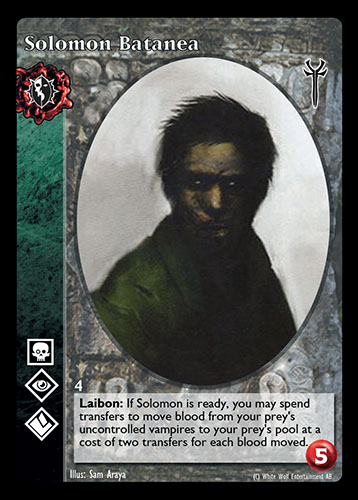 Solomon Batanea
4
Laibon: If Solomon is ready, you may spend
transfers to move blood from your prey's
uncontrolled vampires to your prey's pool at a
cost of two transfers for each blood moved.
5
Illus: Sam Araya
(C) White Wolf Entertainment AB